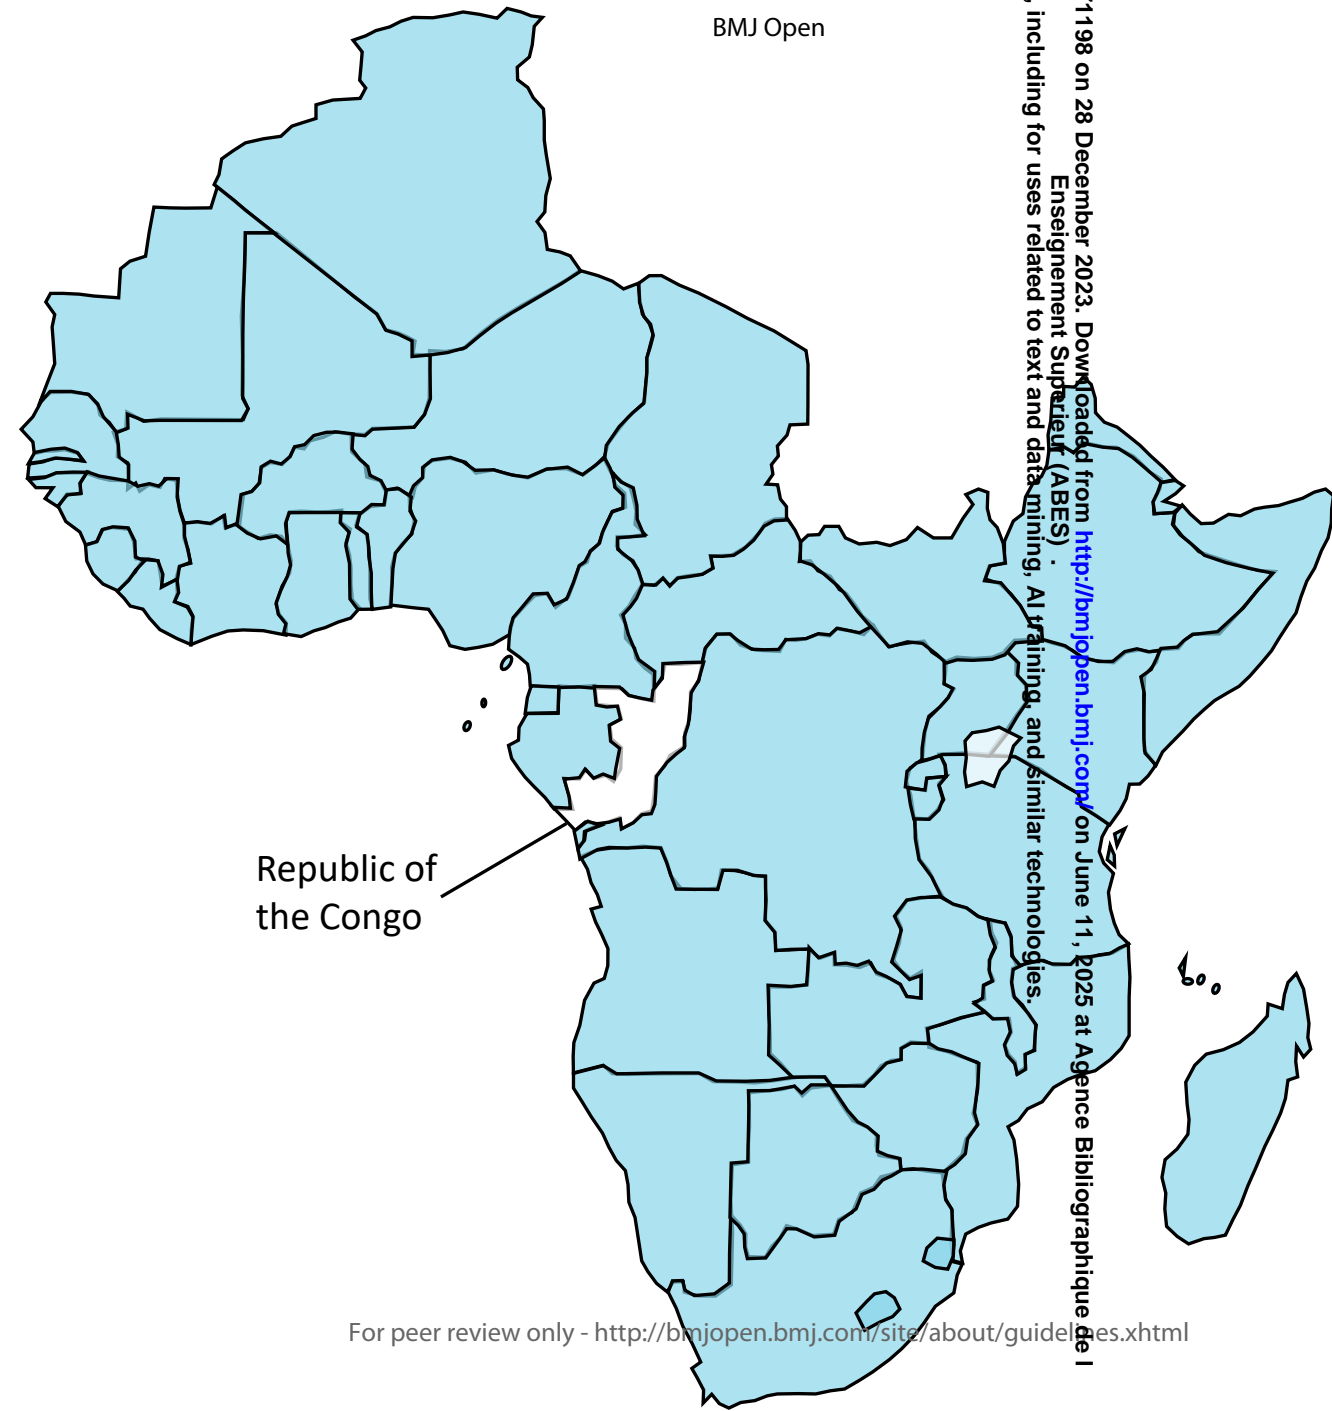 BMJ Open
1198 on 28 December 2023. Downloaded from http://bmjopen.bmj.com/ on June 11, 2025 at Agence Bibliographique de l
Enseignement Superieur (ABES) .
, including for uses related to text and data mining, AI training, and similar technologies.
Republic of
the Congo
For peer review only - http://bmjopen.bmj.com/site/about/guidelines.xhtml